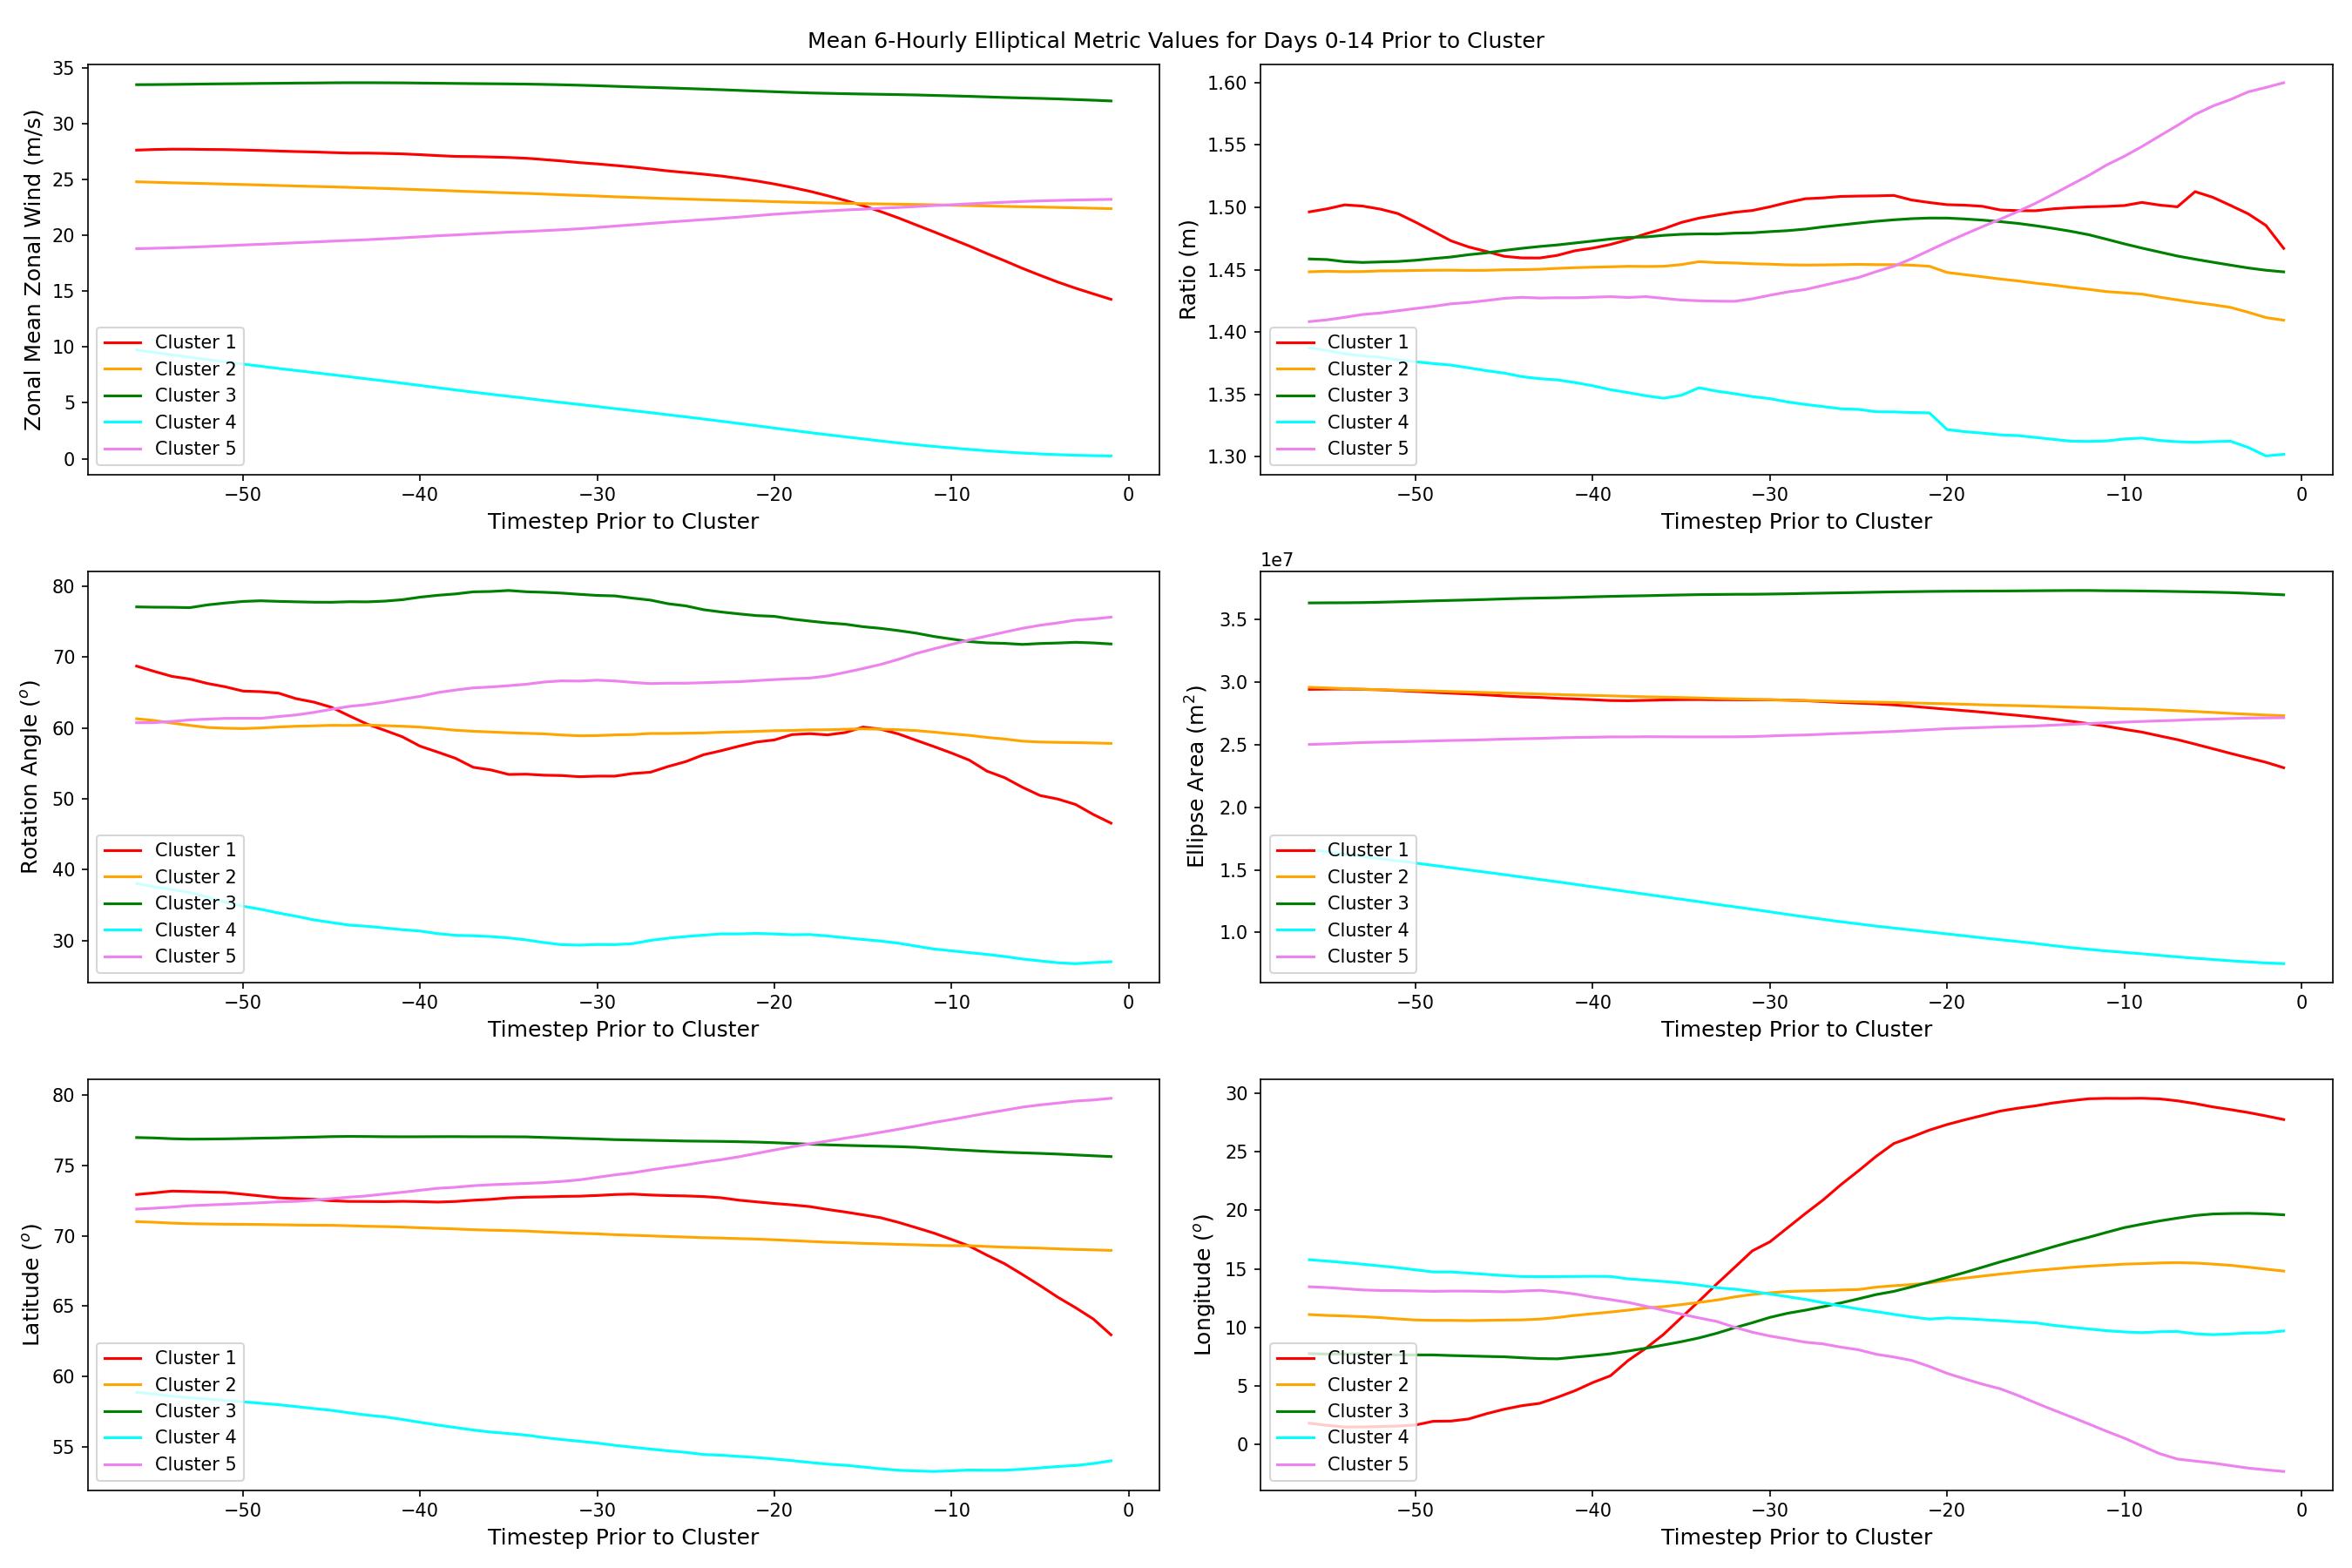 Mean 6-Hourly Elliptical Metric Values for Days 0-14 Prior to Cluster
Zonal Mean Zonal Wind (m/s)
35
30
25
20
15
10
5
0
Cluster 1
Cluster 2
Cluster 3
Cluster 4
Cluster 5
−50 −40 −30 −20 −10 0
Timestep Prior to Cluster
Ratio (m)
1.60
1.55
1.50
1.45
1.40
1.35
1.30
Cluster 1
Cluster 2
Cluster 3
Cluster 4
Cluster 5
−50 −40 −30 −20 −10 0
Timestep Prior to Cluster
Rotation Angle (°)
80
70
60
50
40
30
Cluster 1
Cluster 2
Cluster 3
Cluster 4
Cluster 5
−50 −40 −30 −20 −10 0
Timestep Prior to Cluster
1e7
Ellipse Area (m²)
3.5
3.0
2.5
2.0
1.5
1.0
Cluster 1
Cluster 2
Cluster 3
Cluster 4
Cluster 5
−50 −40 −30 −20 −10 0
Timestep Prior to Cluster
Latitude (°)
80
75
70
65
60
55
Cluster 1
Cluster 2
Cluster 3
Cluster 4
Cluster 5
−50 −40 −30 −20 −10 0
Timestep Prior to Cluster
Longitude (°)
30
25
20
15
10
5
0
Cluster 1
Cluster 2
Cluster 3
Cluster 4
Cluster 5
−50 −40 −30 −20 −10 0
Timestep Prior to Cluster